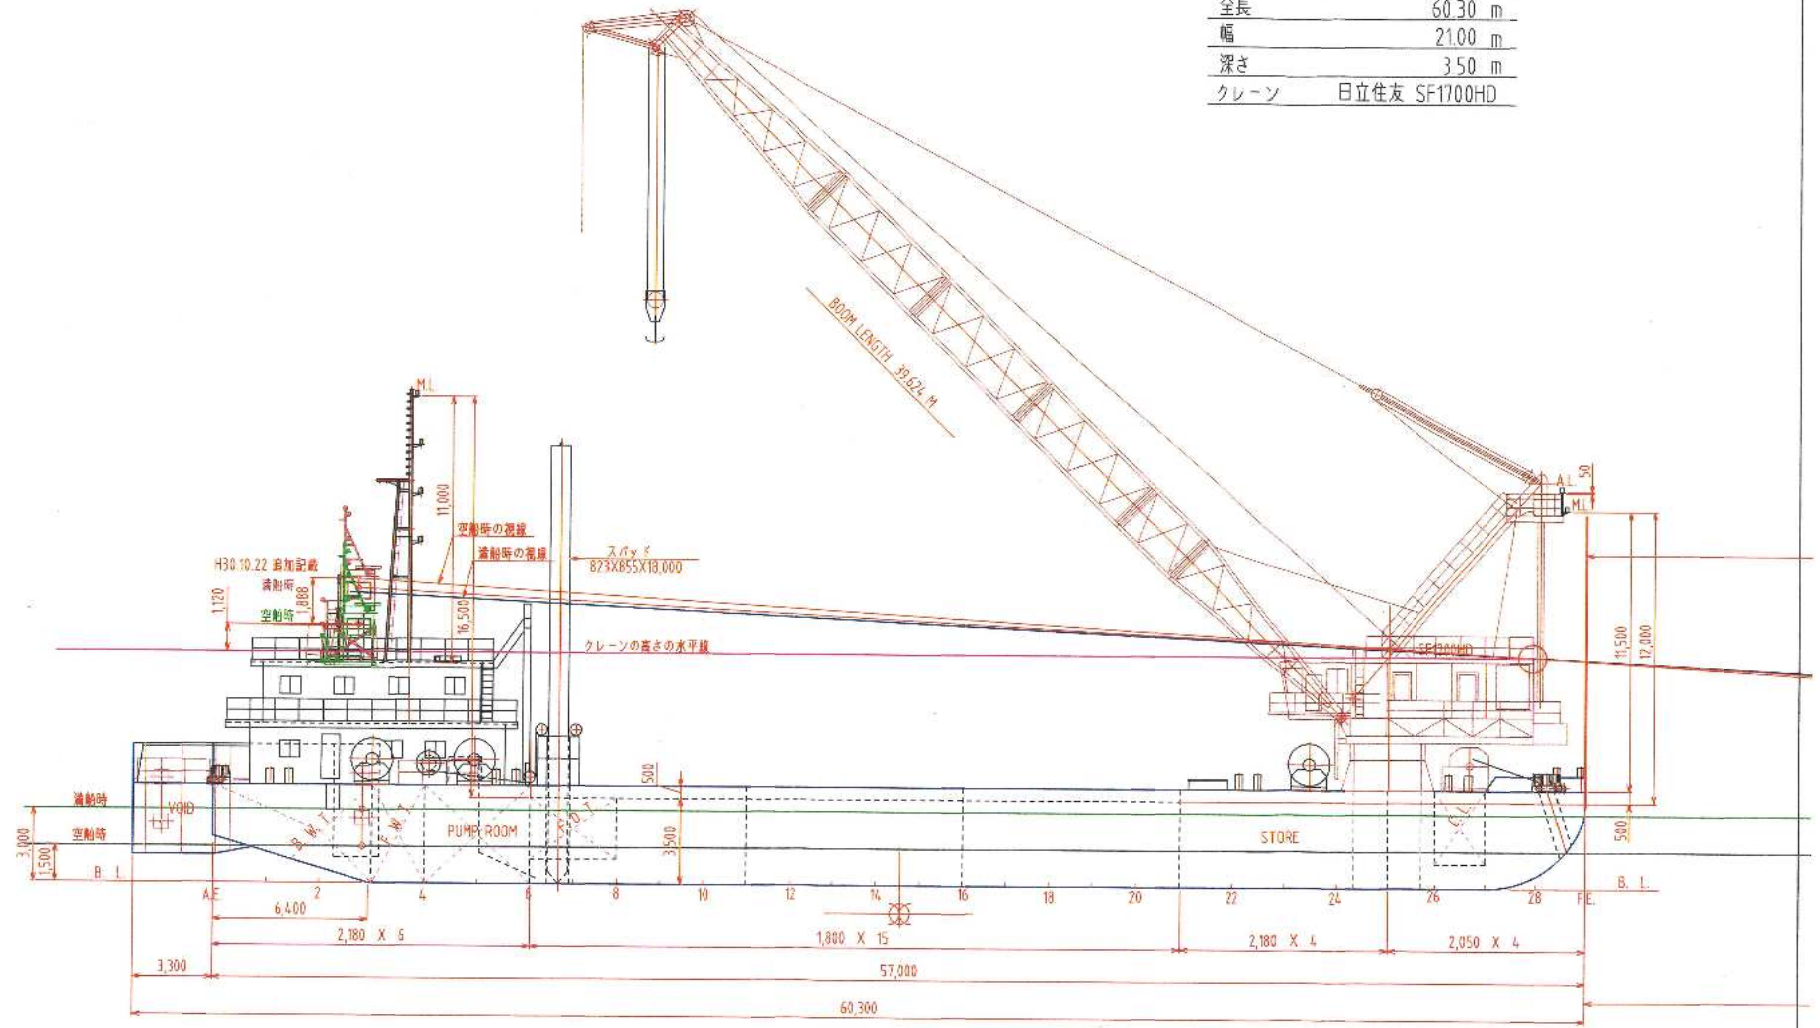 全長 60.30 m
幅 21.00 m
深さ 3.50 m
クレーン 日立住友 SF1700HD
BOOM LENGTH 39.624 M
M.L.
11,000
空船時の視線
満船時の視線
スパッド
823X855X18,000
H30.10.22 追加記載
満船時
1,888
1,120
空船時
16,500
クレーンの高さの水平線
50
A.L.
M.L.
11,500
12,000
500
満船時
VOID
空船時
3,000
1,500
B. L.
B.W.T
F.W.T
PUMP ROOM
3,500
STORE
500
B. L.
A.E. 2 4 6 8 10 12 14 16 18 20 22 24 26 28 F.E.
6,400
2,180 X 6
1,800 X 15
2,180 X 4
2,050 X 4
3,300
57,000
60,300